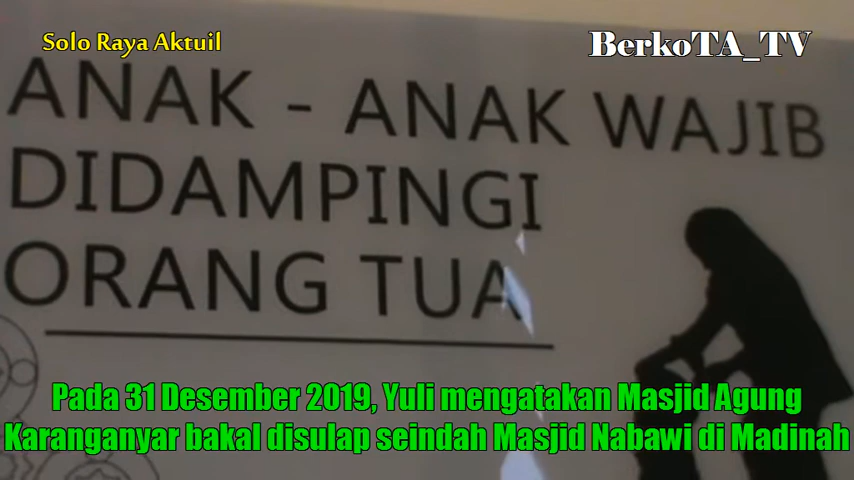 Solo Raya Aktuil
BerkoTA_TV
ANAK - ANAK WAJIB
DIDAMPINGI
ORANG TUA
Pada 31 Desember 2019, Yuli mengatakan Masjid Agung
Karanganyar bakal disulap seindah Masjid Nabawi di Madinah